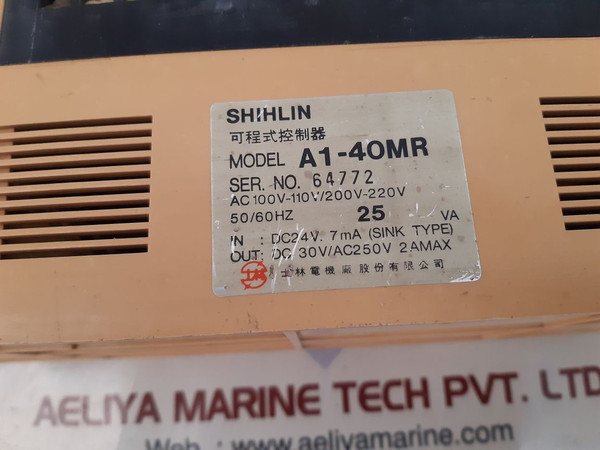 SHIHLIN
可程式控制器
MODEL A1-40MR
SER. NO. 64772
AC100V-110V/200V-220V
50/60HZ 25 VA
IN : DC24V. 7mA (SINK TYPE)
OUT: DC 30V/AC250V 2AMAX
士林電機廠股份有限公司
AELIYA MARINE TECH PVT. LTD
Web : www.aeliyamarine.com